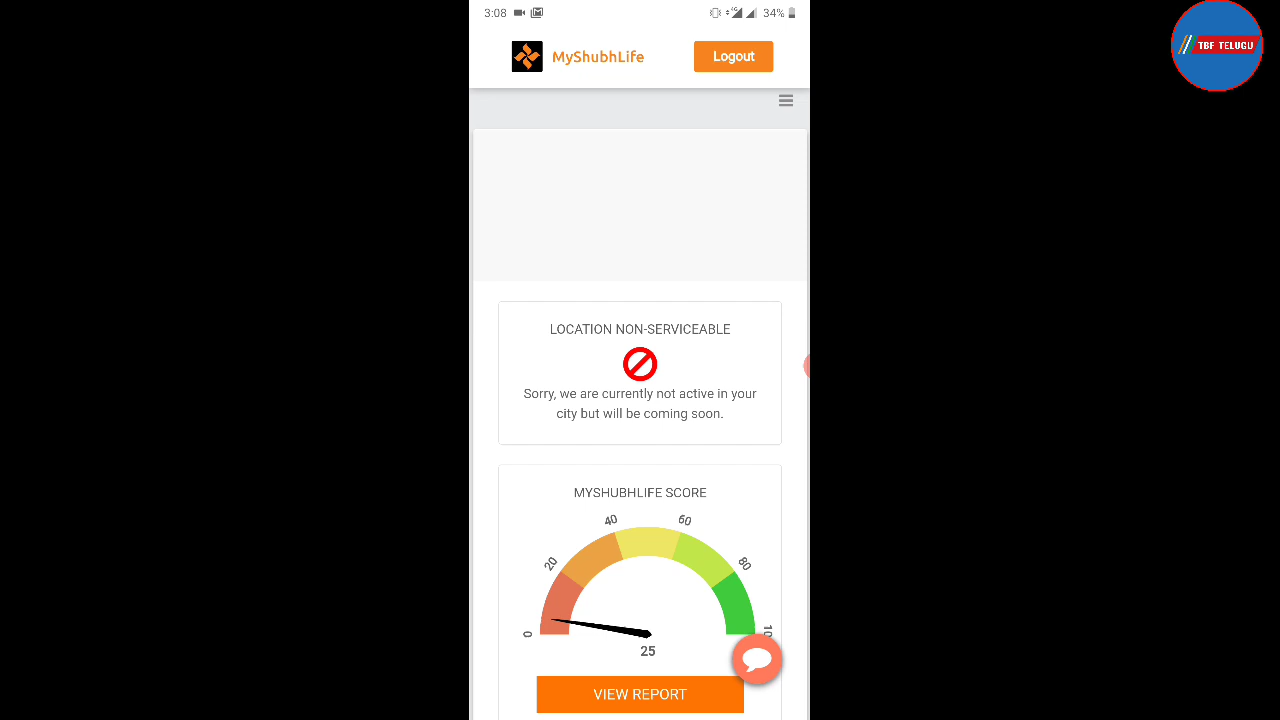 3:08
34%
TBF TELUGU
MyShubhLife
Logout
LOCATION NON-SERVICEABLE
Sorry, we are currently not active in your
city but will be coming soon.
MYSHUBHLIFE SCORE
40
60
20
80
0
25
VIEW REPORT